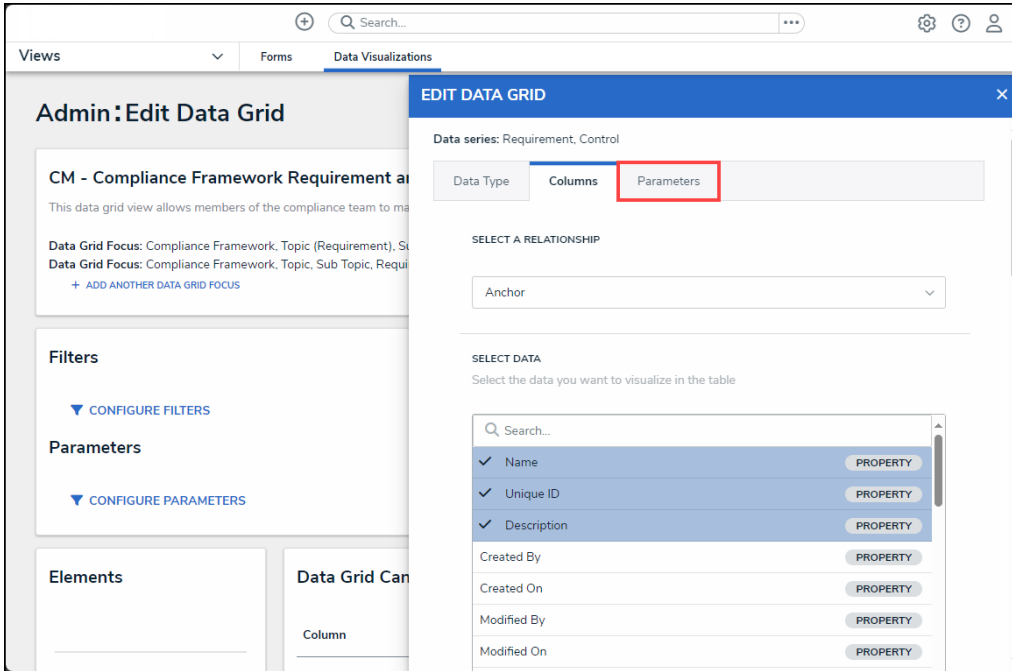 Search...
Views
Forms
Data Visualizations
Admin:Edit Data Grid
CM - Compliance Framework Requirement a
This data grid view allows members of the compliance team to ma
Data Grid Focus: Compliance Framework, Topic (Requirement), Su
Data Grid Focus: Compliance Framework, Topic, Sub Topic, Requi
+ ADD ANOTHER DATA GRID FOCUS
Filters
CONFIGURE FILTERS
Parameters
CONFIGURE PARAMETERS
Elements
Data Grid Can
Column
EDIT DATA GRID
Data series: Requirement, Control
Data Type
Columns
Parameters
SELECT A RELATIONSHIP
Anchor
SELECT DATA
Select the data you want to visualize in the table
Search...
Name PROPERTY
Unique ID PROPERTY
Description PROPERTY
Created By PROPERTY
Created On PROPERTY
Modified By PROPERTY
Modified On PROPERTY